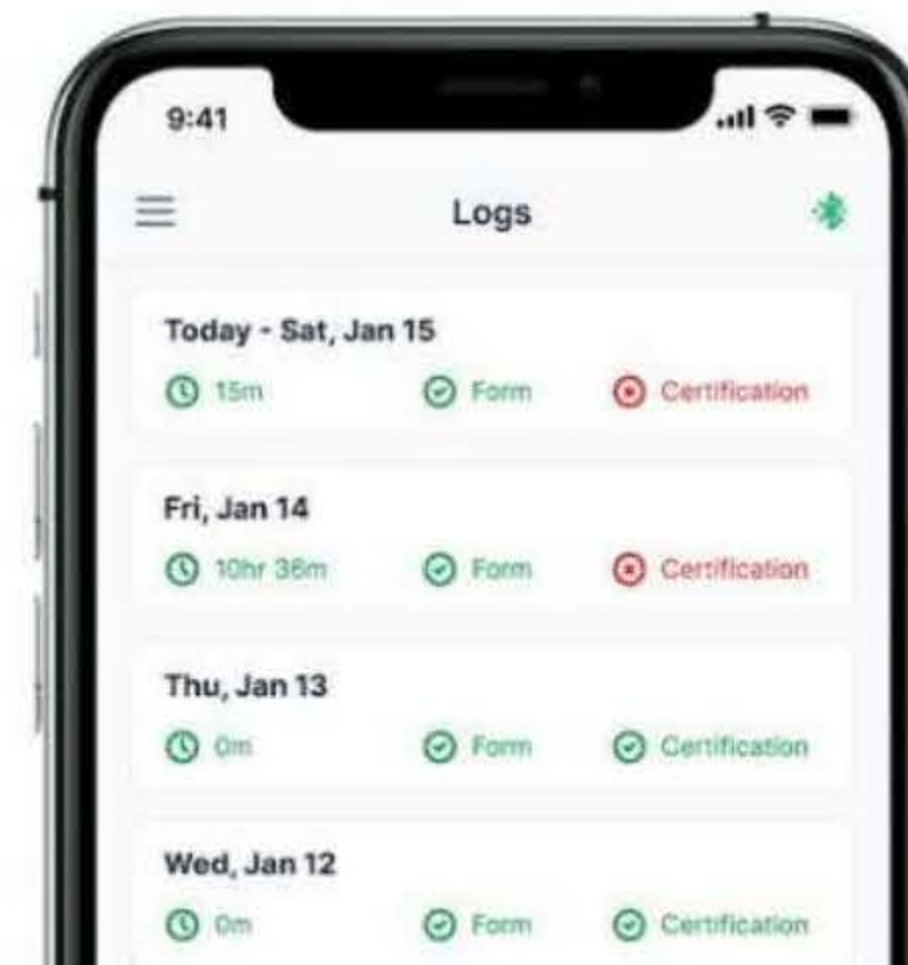 9:41
Logs
Today - Sat, Jan 15
15m Form Certification
Fri, Jan 14
10hr 36m Form Certification
Thu, Jan 13
0m Form Certification
Wed, Jan 12
0m Form Certification